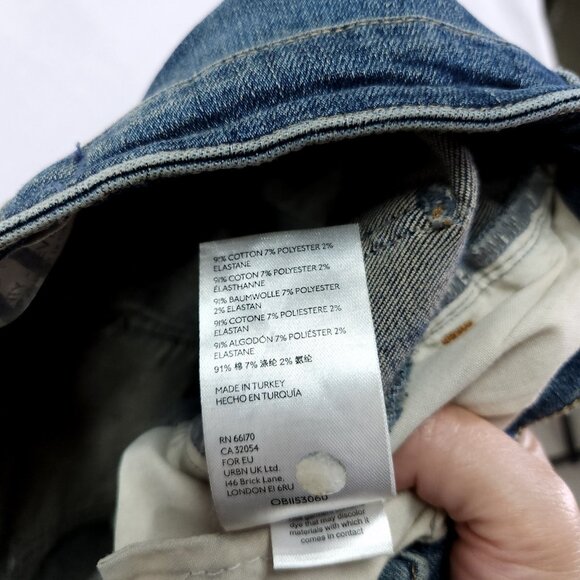 91% COTTON 7% POLYESTER 2%
ELASTANE
91% COTON 7% POLYESTER 2%
ELASTHANNE
91% BAUMWOLLE 7% POLYESTER
2% ELASTAN
91% COTONE 7% POLIESTERE 2%
ELASTAN
91% ALGODÓN 7% POLIÉSTER 2%
ELASTANE
91% 棉 7% 涤纶 2% 氨纶
MADE IN TURKEY
HECHO EN TURQUÍA
RN 66170
CA 32054
FOR EU
URBN UK Ltd.
146 Brick Lane,
LONDON E1 6RU
OB1153060
dye that may discolor
materials with which it
comes in contact